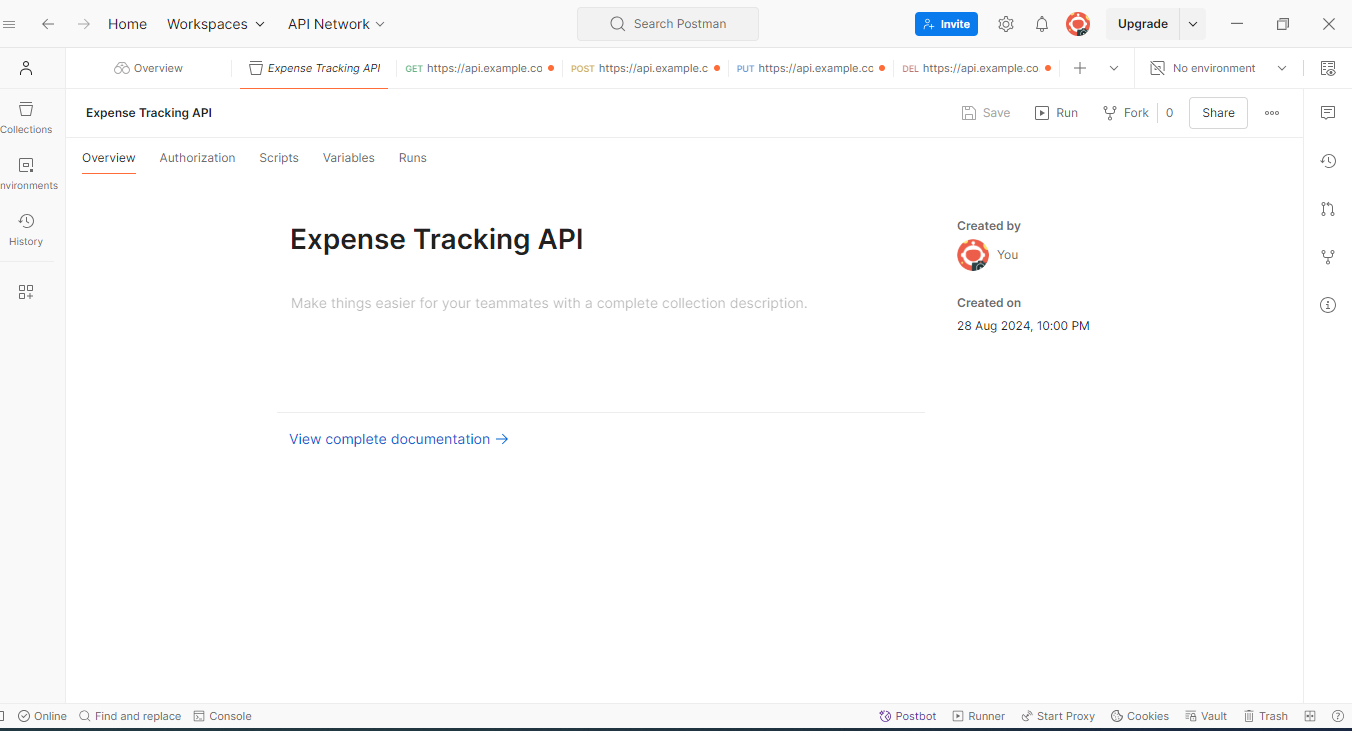 Home Workspaces API Network Search Postman Invite Upgrade
Overview Expense Tracking API GET https://api.example.co POST https://api.example.c PUT https://api.example.cc DEL https://api.example.co No environment
Expense Tracking API Save Run Fork 0 Share
Collections
nvironments
History
Overview Authorization Scripts Variables Runs
Expense Tracking API
Make things easier for your teammates with a complete collection description.
View complete documentation →
Created by
You
Created on
28 Aug 2024, 10:00 PM
Online Find and replace Console Postbot Runner Start Proxy Cookies Vault Trash